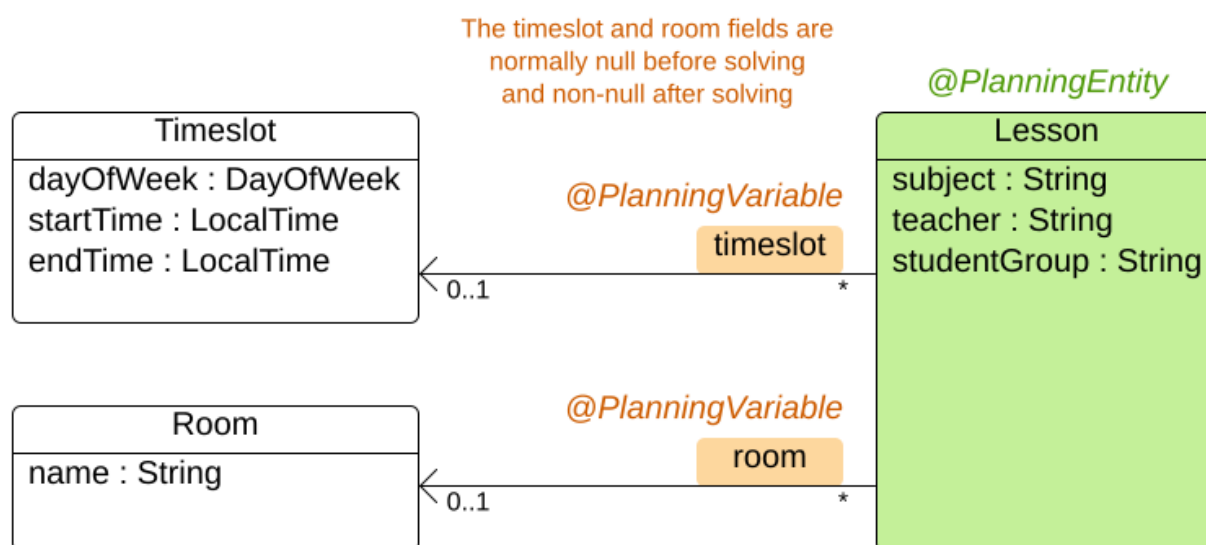 The timeslot and room fields are
normally null before solving
and non-null after solving
@PlanningEntity
Timeslot
dayOfWeek : DayOfWeek
startTime : LocalTime
endTime : LocalTime
@PlanningVariable
timeslot
0..1
*
Lesson
subject : String
teacher : String
studentGroup : String
Room
name : String
@PlanningVariable
room
0..1
*